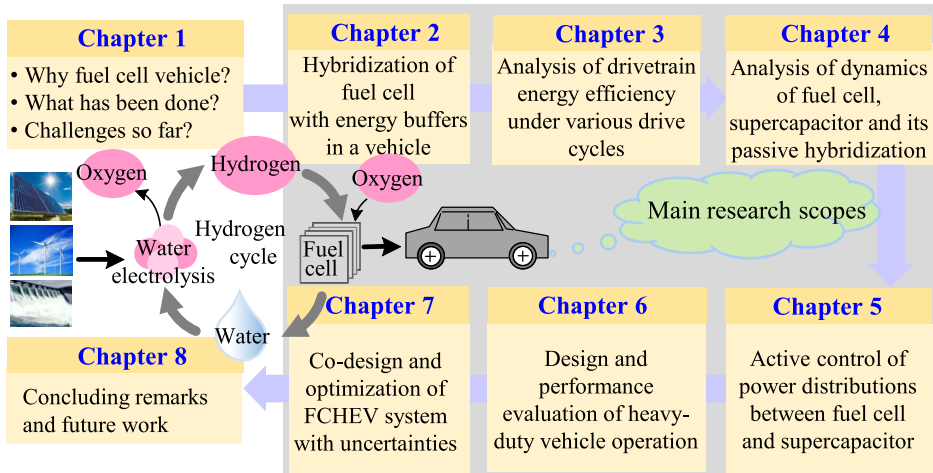 Chapter 1
• Why fuel cell vehicle?
• What has been done?
• Challenges so far?
Chapter 2
Hybridization of
fuel cell
with energy buffers
in a vehicle
Chapter 3
Analysis of drivetrain
energy efficiency
under various drive
cycles
Chapter 4
Analysis of dynamics
of fuel cell,
supercapacitor and its
passive hybridization
Oxygen
Hydrogen
Oxygen
Water
electrolysis
Hydrogen
cycle
Fuel
cell
Water
Main research scopes
Chapter 8
Concluding remarks
and future work
Chapter 7
Co-design and
optimization of
FCHEV system
with uncertainties
Chapter 6
Design and
performance
evaluation of heavy-
duty vehicle operation
Chapter 5
Active control of
power distributions
between fuel cell
and supercapacitor